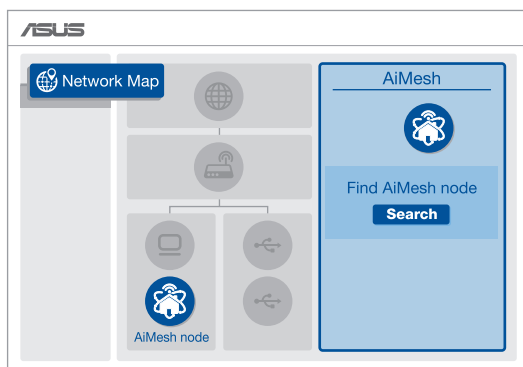 ASUS
Network Map
AiMesh
Find AiMesh node
Search
AiMesh node